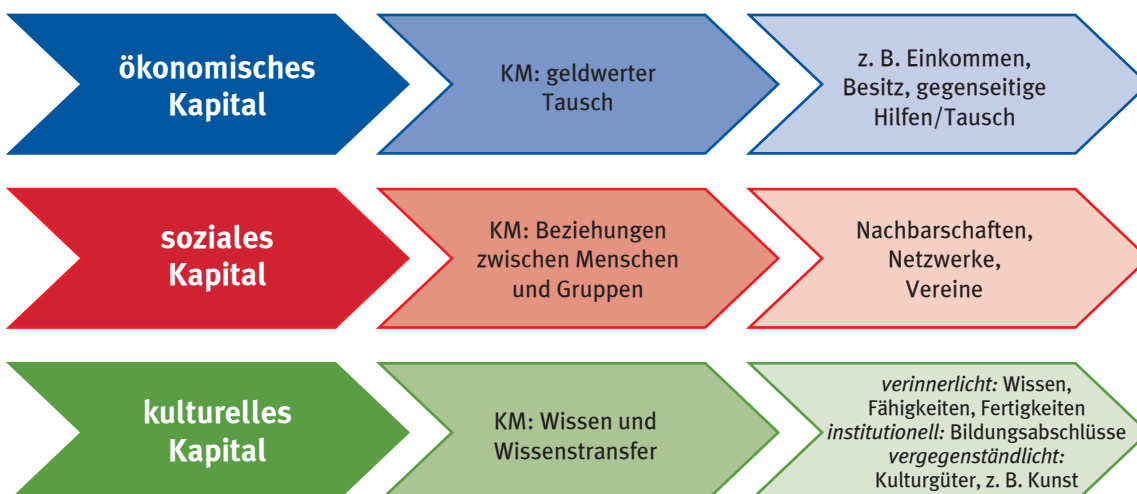 ökonomisches
Kapital
KM: geldwerter
Tausch
z. B. Einkommen,
Besitz, gegenseitige
Hilfen/Tausch
soziales
Kapital
KM: Beziehungen
zwischen Menschen
und Gruppen
Nachbarschaften,
Netzwerke,
Vereine
kulturelles
Kapital
KM: Wissen und
Wissenstransfer
verinnerlicht: Wissen,
Fähigkeiten, Fertigkeiten
institutionell: Bildungsabschlüsse
vergegenständlicht:
Kulturgüter, z. B. Kunst